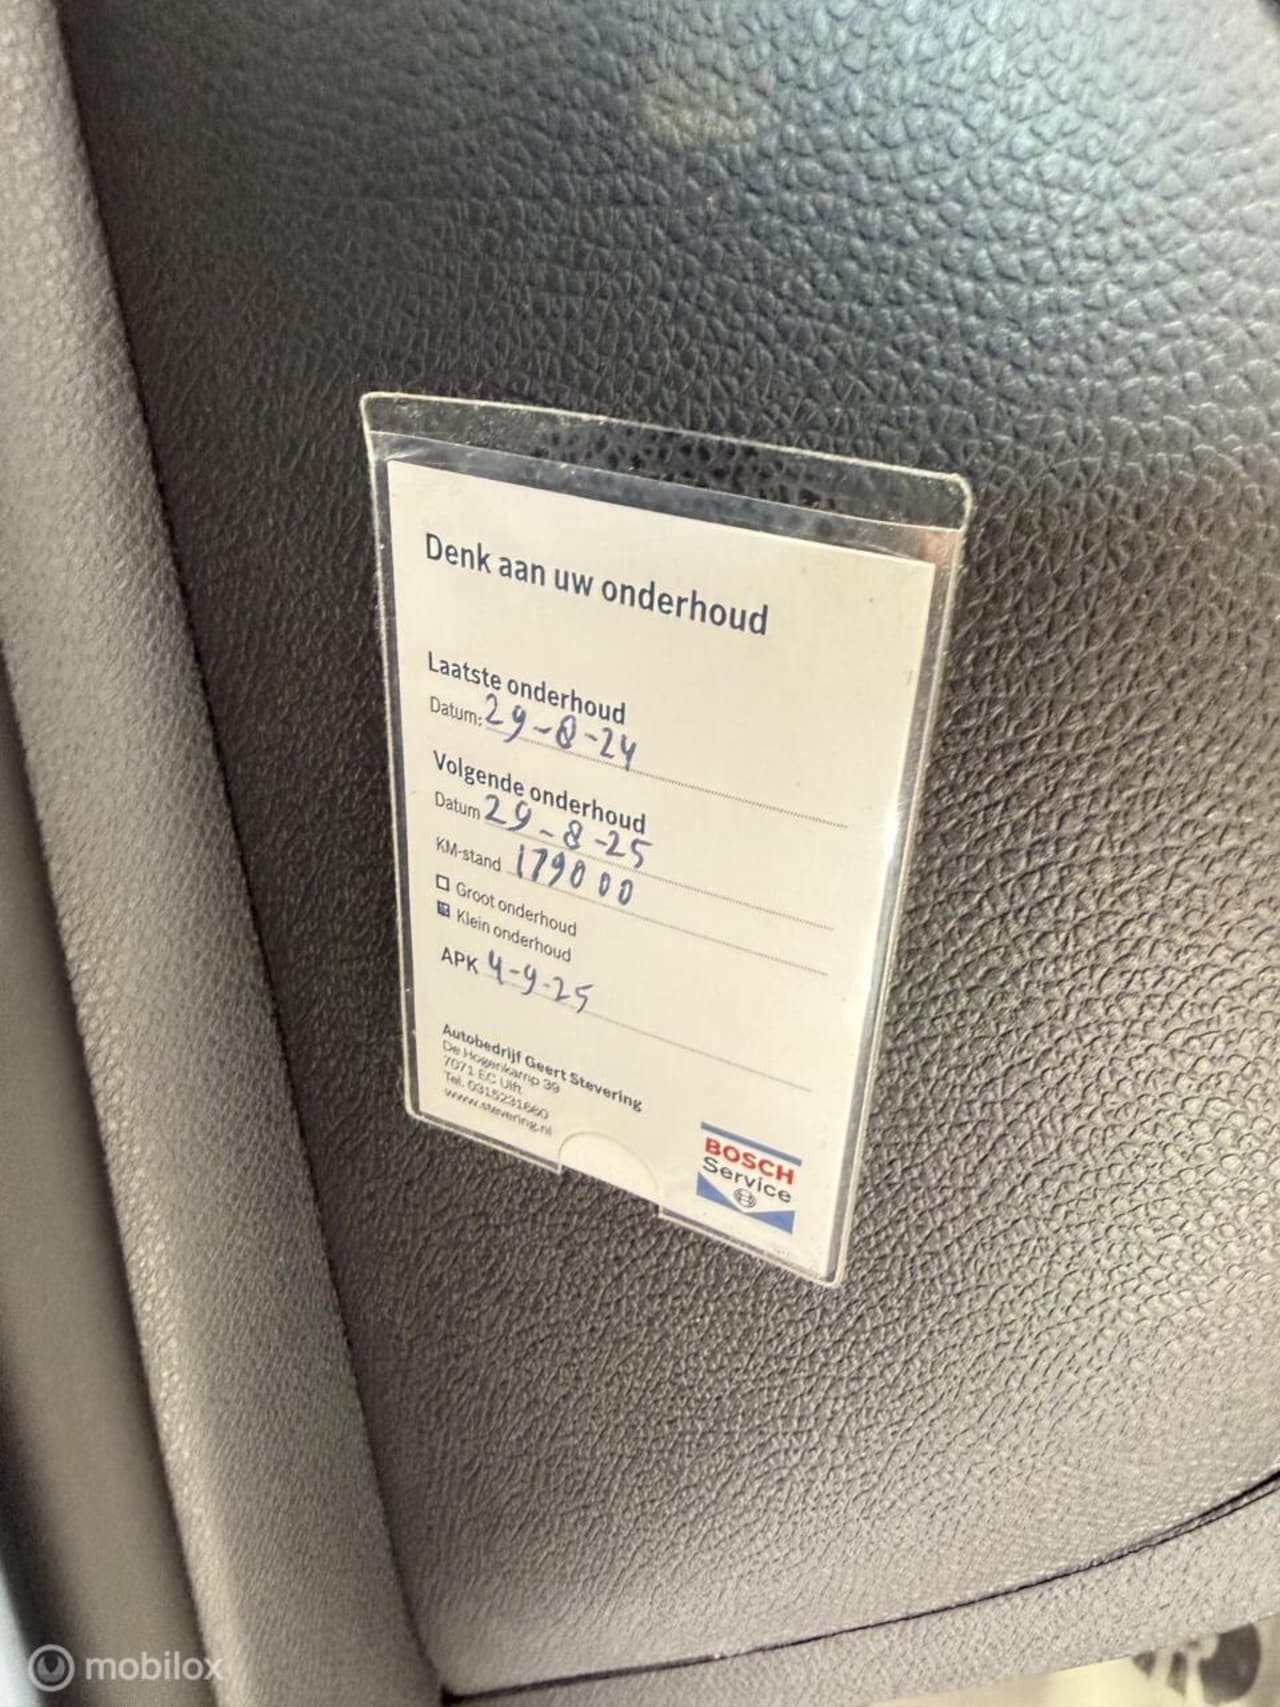 Denk aan uw onderhoud
Laatste onderhoud
Datum: 29-8-24
Volgende onderhoud
Datum 29-8-25
KM-stand 179000
Groot onderhoud
Klein onderhoud
APK 4-9-25
Autobedrijf Geert Stevering
De Hogenkamp 39
7071 EC Ulft
Tel. 0315231660
www.stevering.nl
BOSCH
Service
mobilox